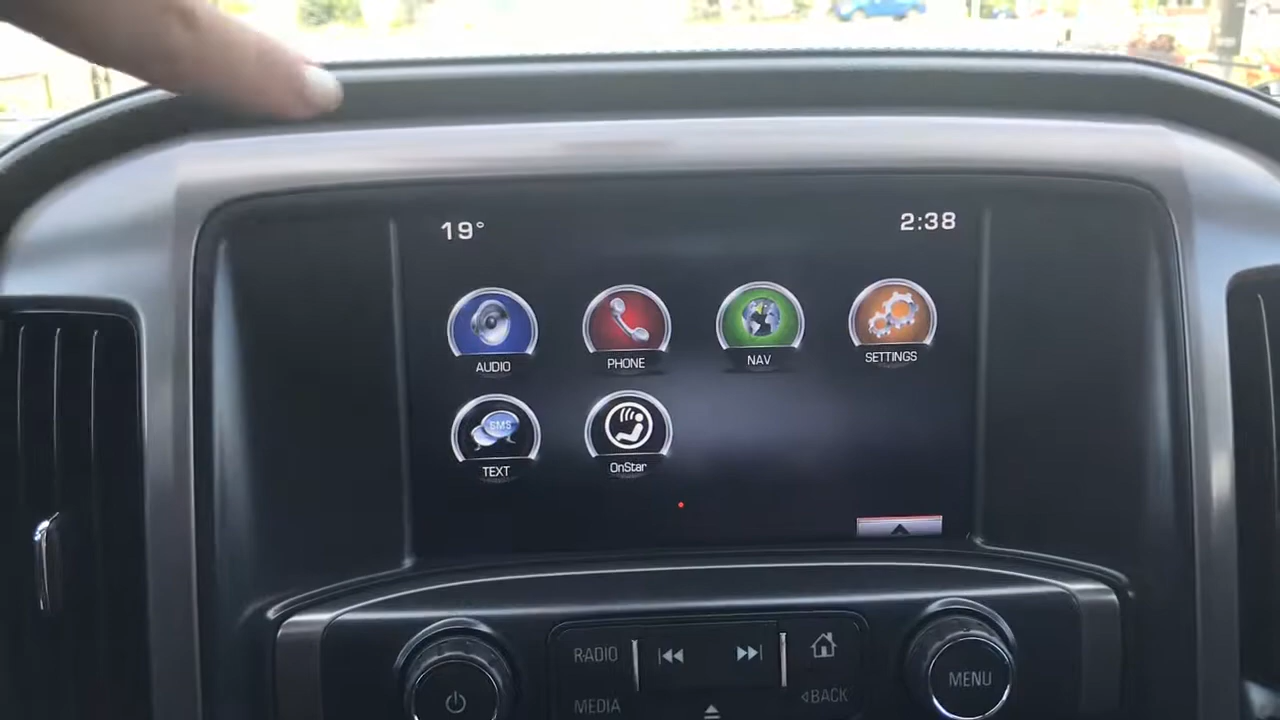 19°
2:38
AUDIO
PHONE
NAV
SETTINGS
SMS
TEXT
OnStar
RADIO
MEDIA
BACK
MENU